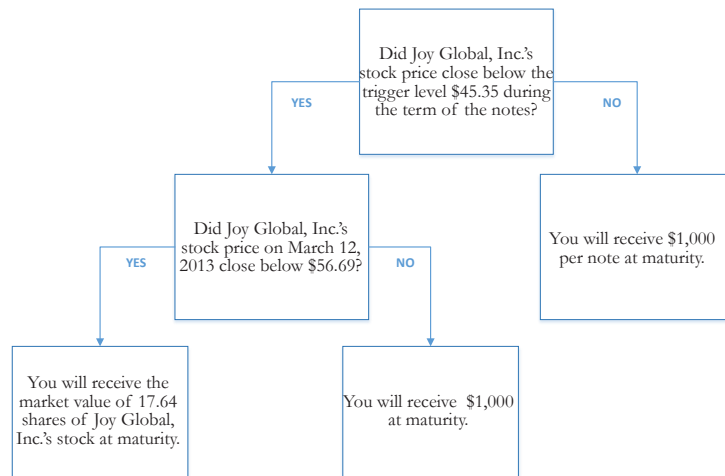 Did Joy Global, Inc.'s
stock price close below the
trigger level $45.35 during
the term of the notes?
YES
NO
Did Joy Global, Inc.'s
stock price on March 12,
2013 close below $56.69?
You will receive $1,000
per note at maturity.
YES
NO
You will receive the
market value of 17.64
shares of Joy Global,
Inc.'s stock at maturity.
You will receive $1,000
at maturity.